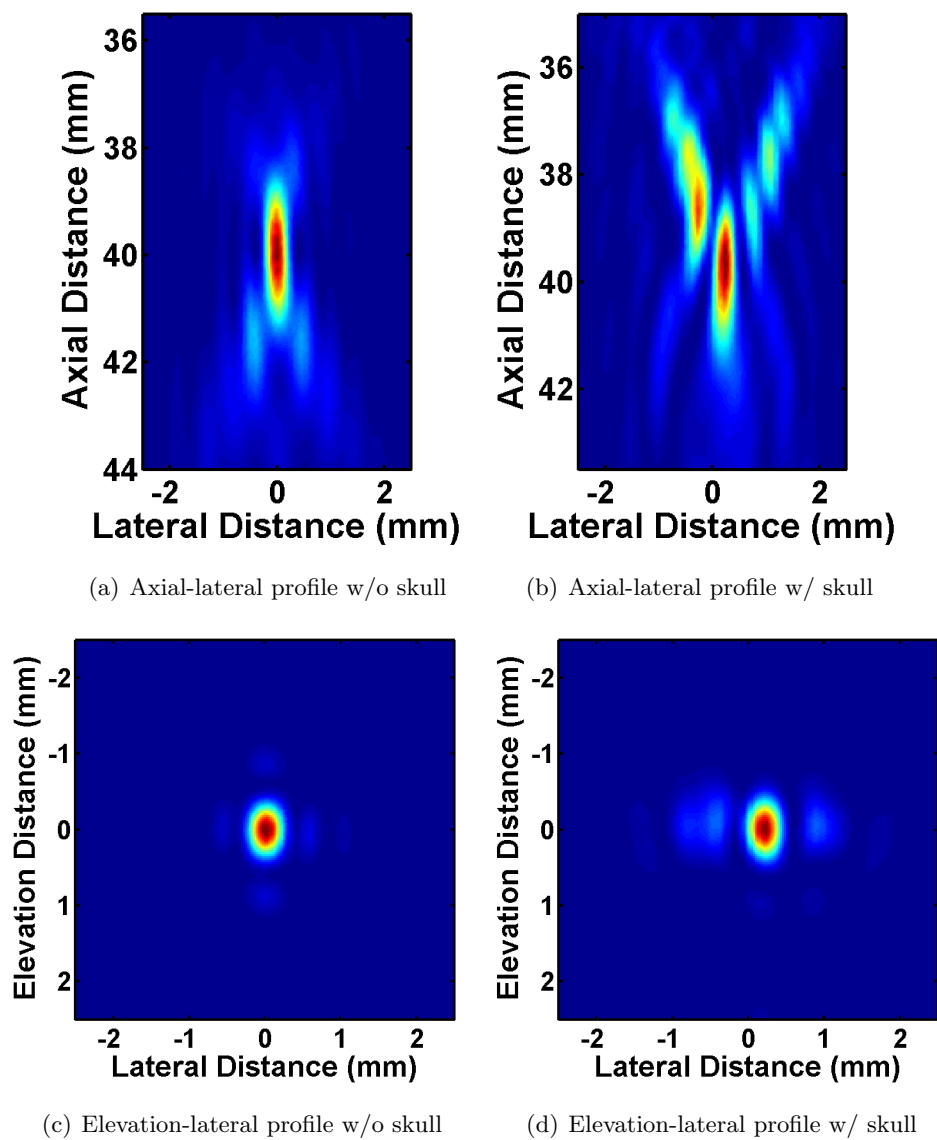 36
38
40
42
44
Axial Distance (mm)
-2 0 2
Lateral Distance (mm)
(a) Axial-lateral profile w/o skull
36
38
40
42
Axial Distance (mm)
-2 0 2
Lateral Distance (mm)
(b) Axial-lateral profile w/ skull
-2
-1
0
1
2
Elevation Distance (mm)
-2 -1 0 1 2
Lateral Distance (mm)
(c) Elevation-lateral profile w/o skull
-2
-1
0
1
2
Elevation Distance (mm)
-2 -1 0 1 2
Lateral Distance (mm)
(d) Elevation-lateral profile w/ skull